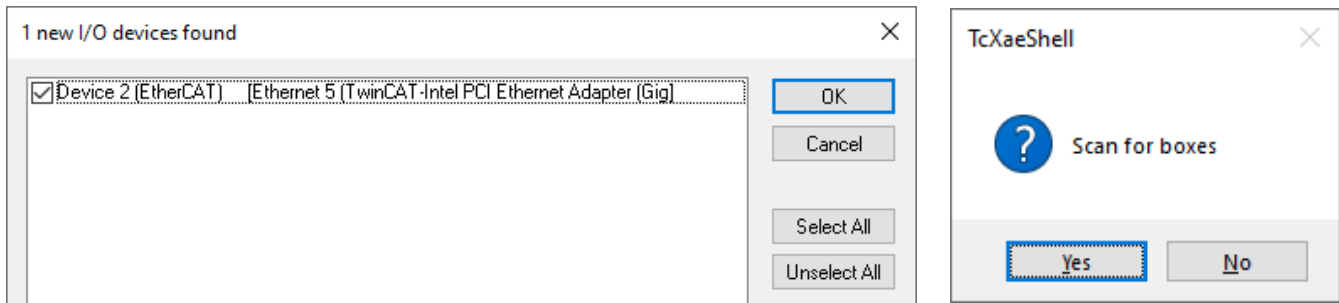 1 new I/O devices found
Device 2 (EtherCAT) [Ethernet 5 (TwinCAT-Intel PCI Ethernet Adapter (Gig]
OK
Cancel
Select All
Unselect All
TcXaeShell
? Scan for boxes
Yes No